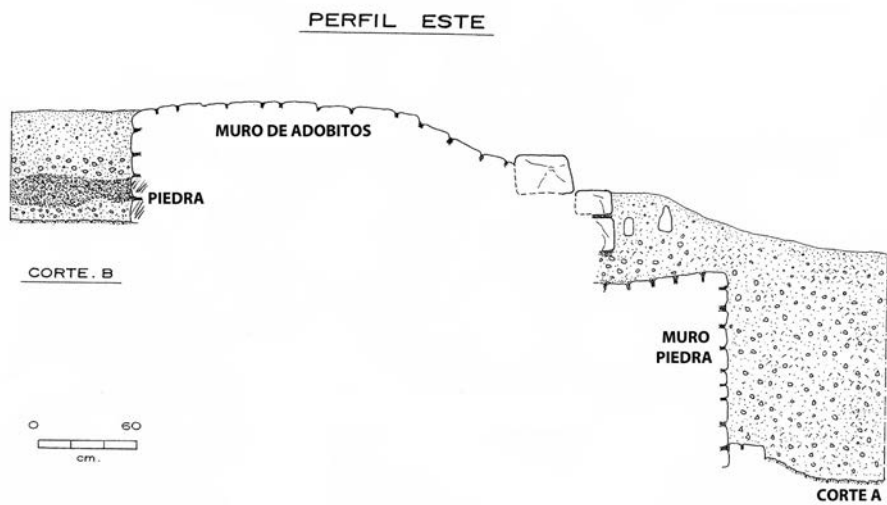 PERFIL ESTE
MURO DE ADOBITOS
PIEDRA
CORTE. B
MURO
PIEDRA
0 60
cm.
CORTE A